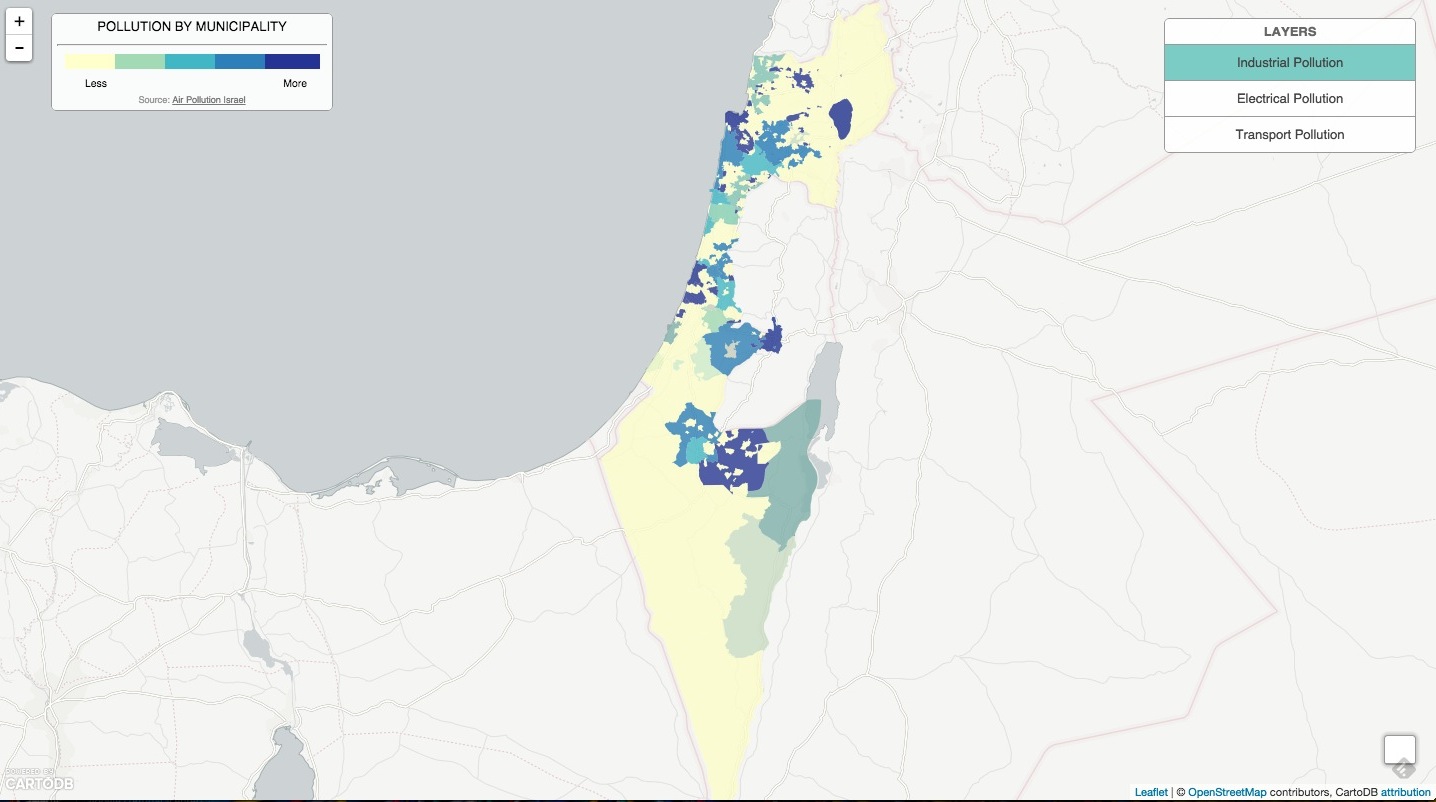 +
-
POLLUTION BY MUNICIPALITY
Less More
Source: Air Pollution Israel
LAYERS
Industrial Pollution
Electrical Pollution
Transport Pollution
POWERED BY
CARTODB
Leaflet | © OpenStreetMap contributors, CartoDB attribution